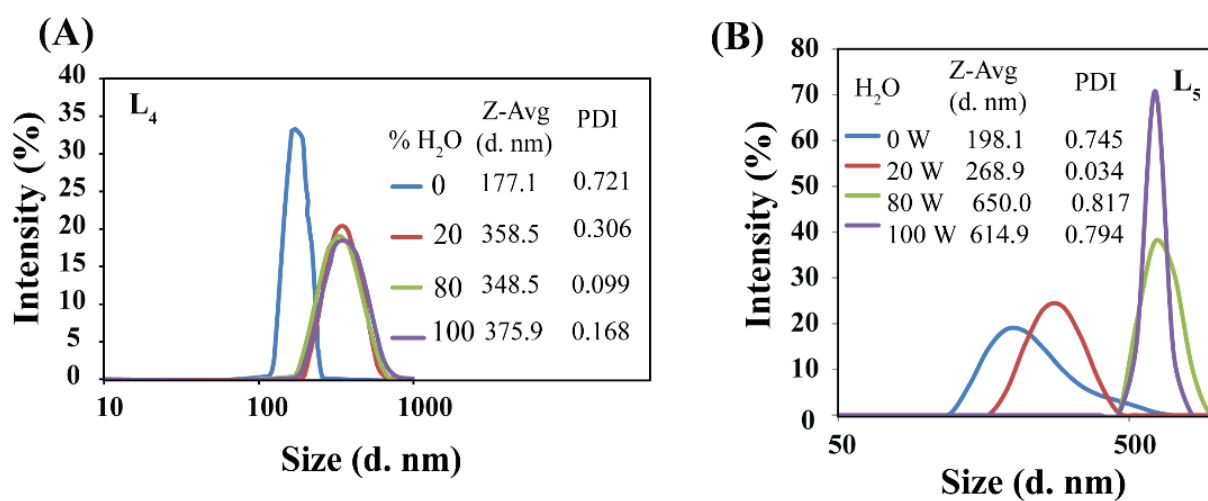 (A)
L₄
% H₂O Z-Avg (d. nm) PDI
0 177.1 0.721
20 358.5 0.306
80 348.5 0.099
100 375.9 0.168
Intensity (%)
40
35
30
25
20
15
10
5
0
10 100 1000
Size (d. nm)
(B)
L₅
H₂O Z-Avg (d. nm) PDI
0 W 198.1 0.745
20 W 268.9 0.034
80 W 650.0 0.817
100 W 614.9 0.794
Intensity (%)
80
70
60
50
40
30
20
10
0
50 500
Size (d. nm)